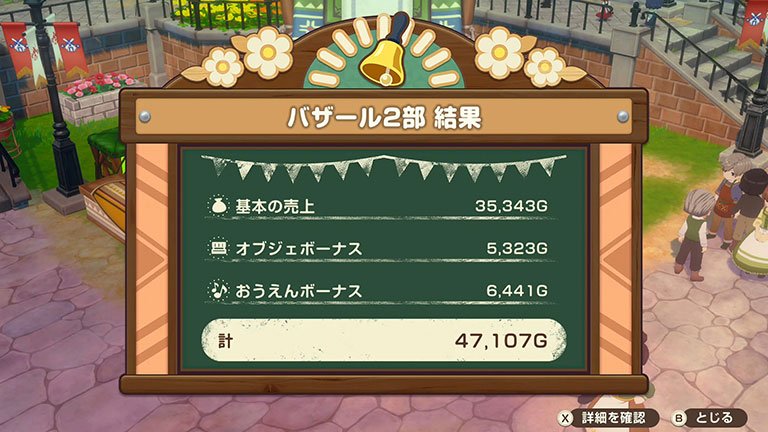 バザール2部 結果
基本の売上 35,343G
オブジェボーナス 5,323G
おうえんボーナス 6,441G
計 47,107G
X 詳細を確認 B とじる